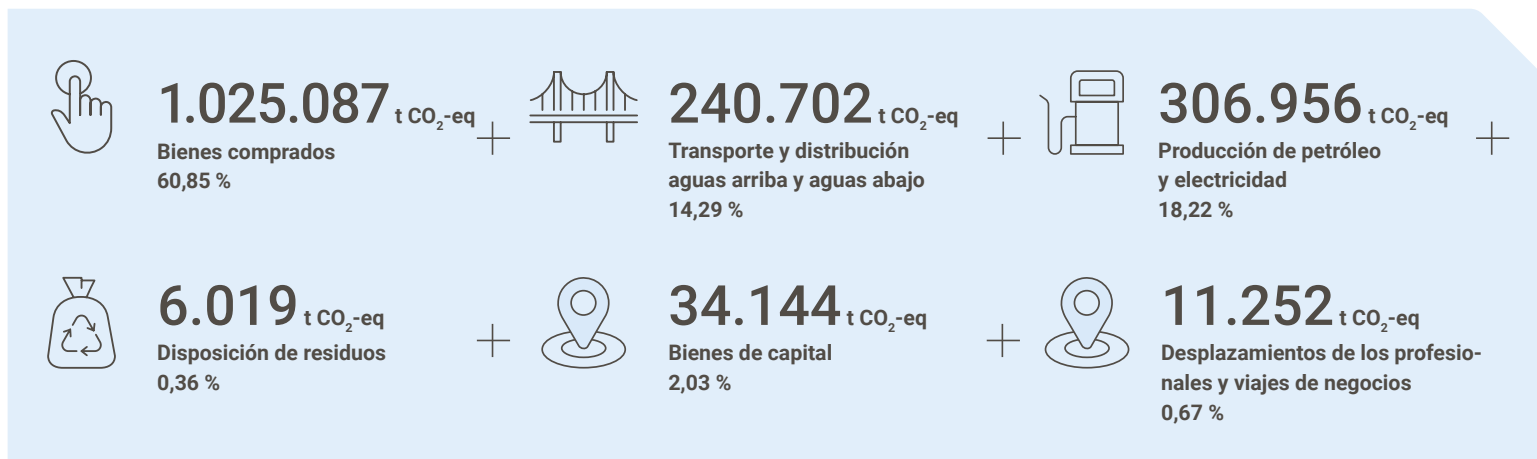 1.025.087 t CO₂-eq
Bienes comprados
60,85 %
+
240.702 t CO₂-eq
Transporte y distribución
aguas arriba y aguas abajo
14,29 %
+
306.956 t CO₂-eq
Producción de petróleo
y electricidad
18,22 %
+
6.019 t CO₂-eq
Disposición de residuos
0,36 %
+
34.144 t CO₂-eq
Bienes de capital
2,03 %
+
11.252 t CO₂-eq
Desplazamientos de los profesio-
nales y viajes de negocios
0,67 %